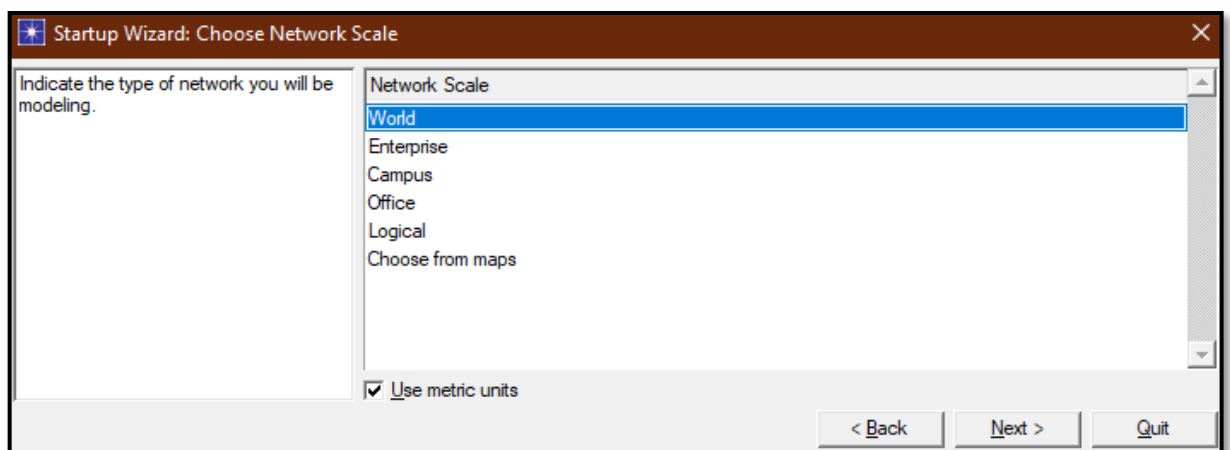 Startup Wizard: Choose Network Scale
Indicate the type of network you will be
modeling.
Network Scale
World
Enterprise
Campus
Office
Logical
Choose from maps
Use metric units
< Back
Next >
Quit